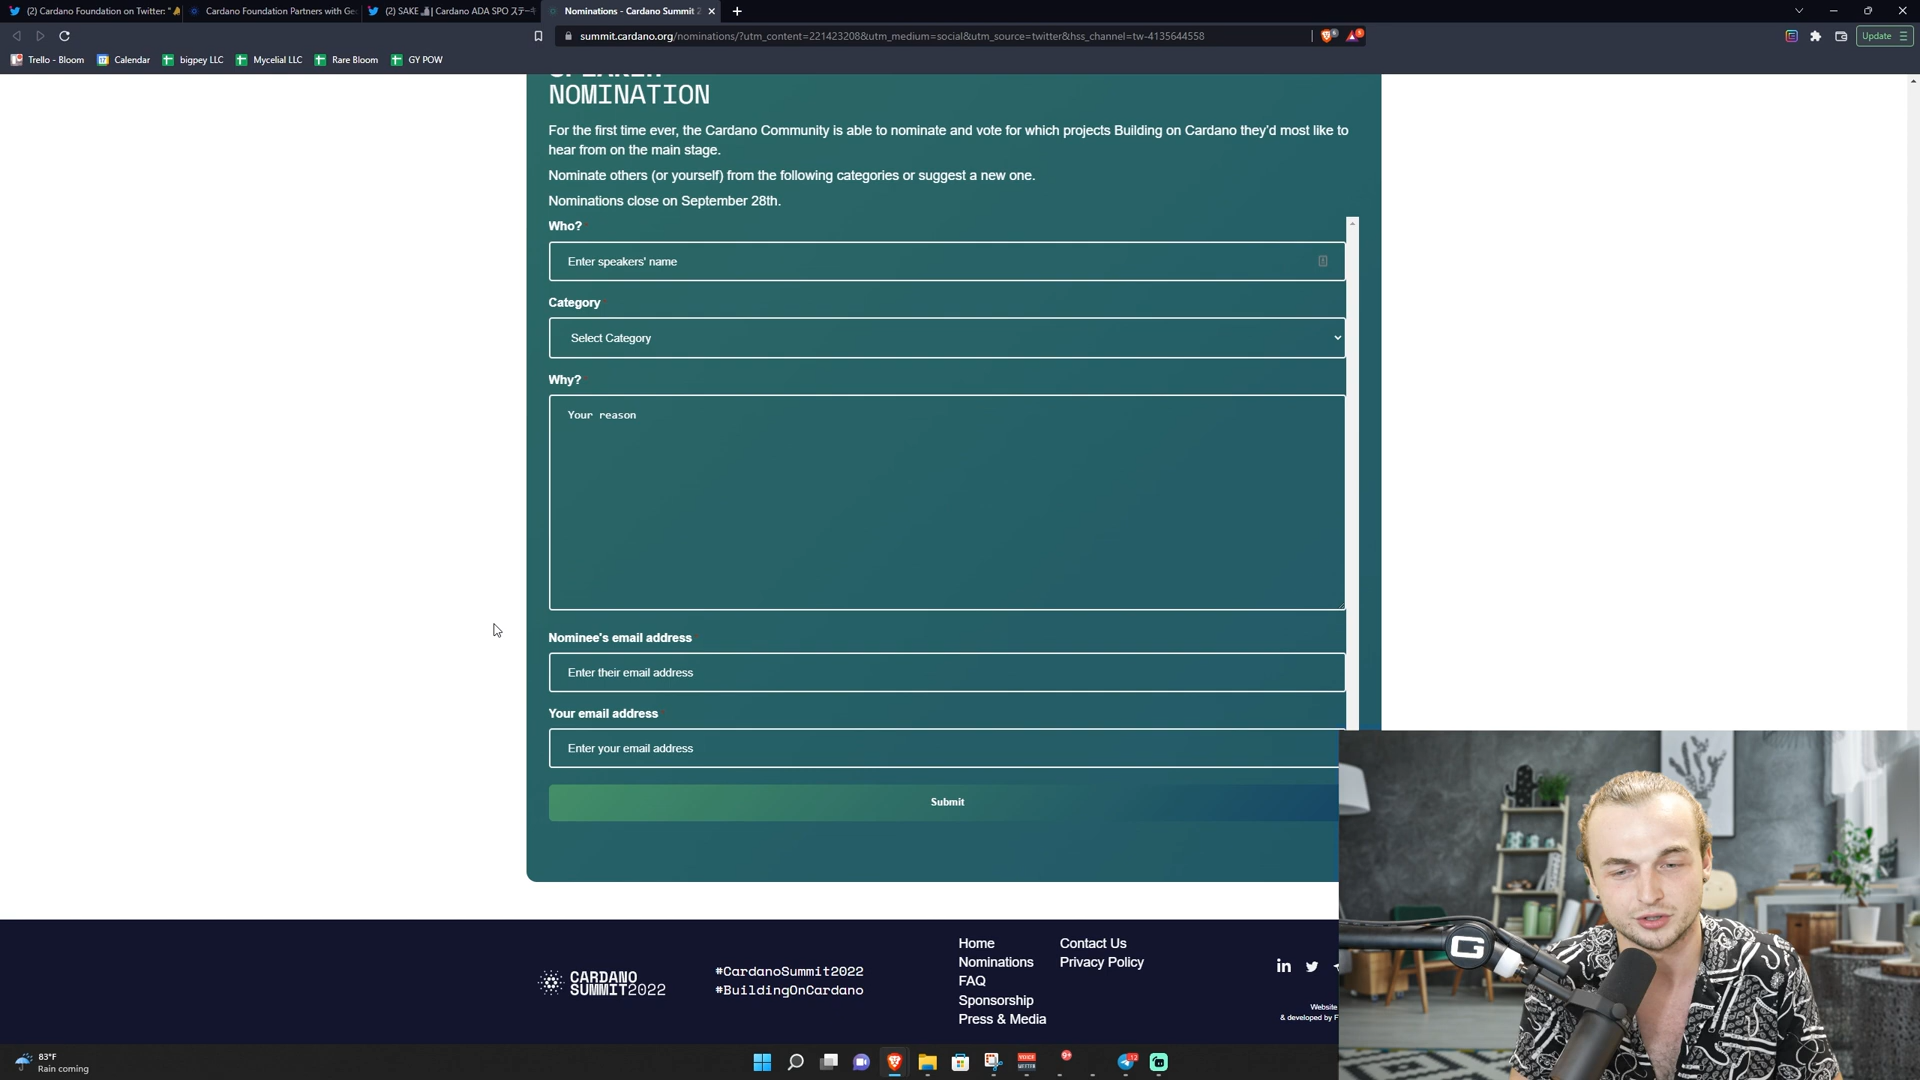 (2) Cardano Foundation on Twitter: "
Cardano Foundation Partners with Ge
(2) SAKE | Cardano ADA SPO ステーキ
Nominations - Cardano Summit 2
summit.cardano.org/nominations/?utm_content=221423208&utm_medium=social&utm_source=twitter&hss_channel=tw-4135644558
Update
Trello - Bloom
Calendar
bigpey LLC
Mycelial LLC
Rare Bloom
GY POW
NOMINATION
For the first time ever, the Cardano Community is able to nominate and vote for which projects Building on Cardano they'd most like to
hear from on the main stage.
Nominate others (or yourself) from the following categories or suggest a new one.
Nominations close on September 28th.
Who?
Enter speakers' name
Category
Select Category
Why?
Your reason
Nominee's email address
Enter their email address
Your email address
Enter your email address
Submit
CARDANO
SUMMIT2022
#CardanoSummit2022
#BuildingOnCardano
Home
Nominations
FAQ
Sponsorship
Press & Media
Contact Us
Privacy Policy
Website
& developed by F
G
83°F
Rain coming